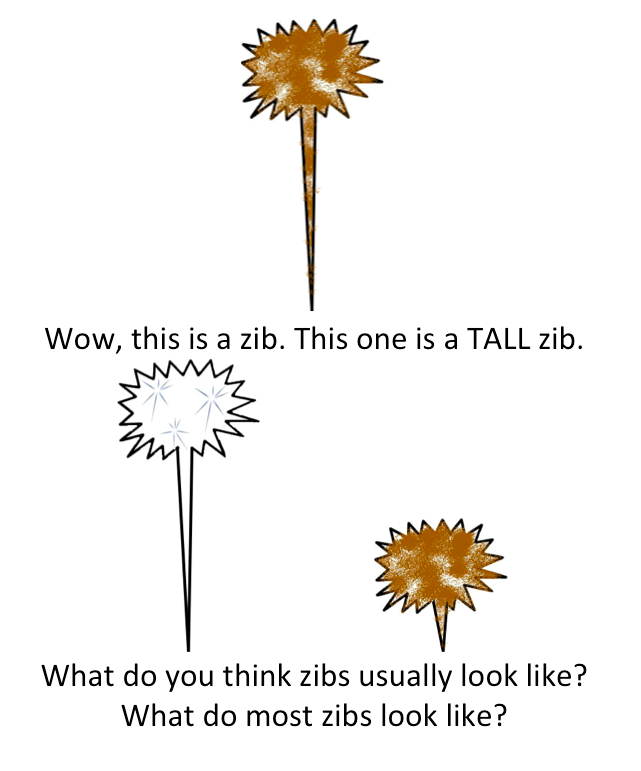 Wow, this is a zib. This one is a TALL zib.
What do you think zibs usually look like?
What do most zibs look like?